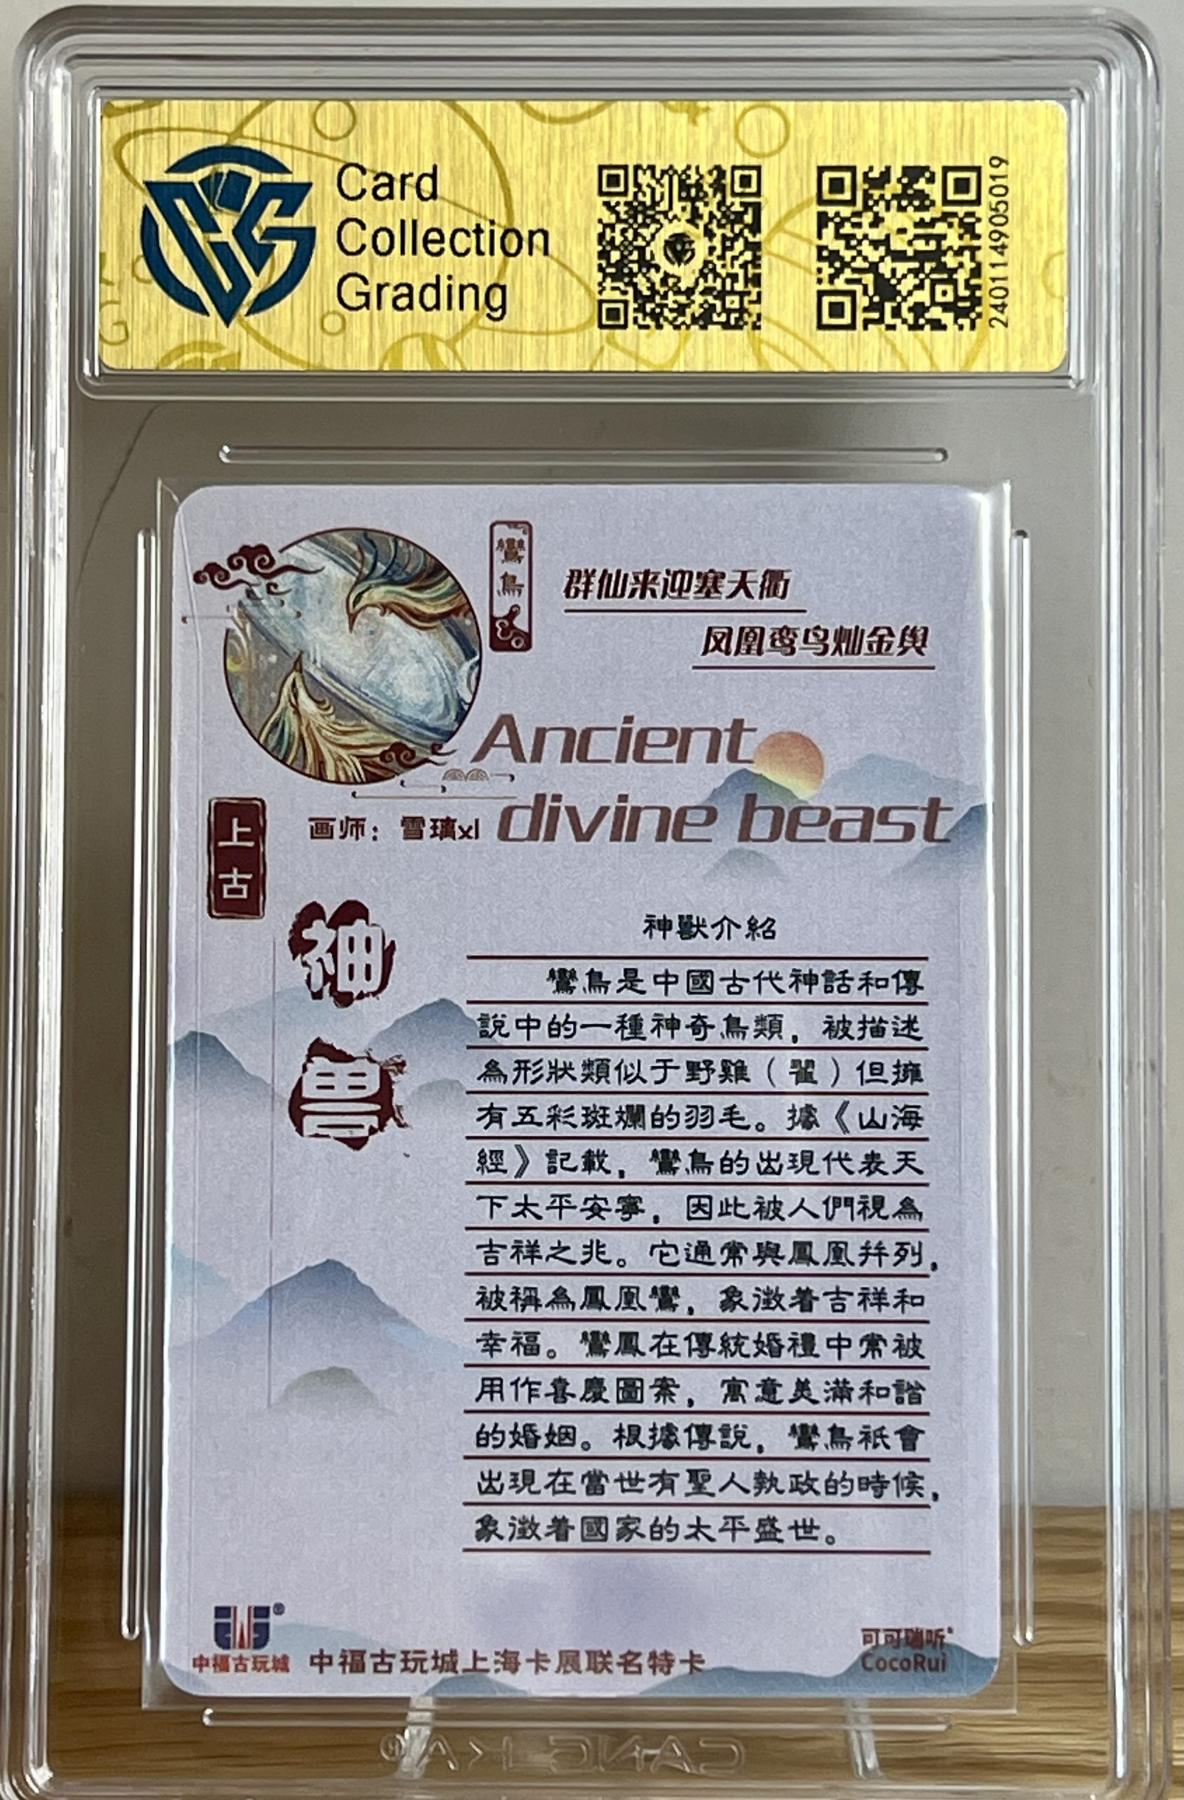 Card
Collection
Grading
240114905019
鸞鳥
群仙来迎塞天衢
凤凰鸾鸟灿金舆
Ancient
divine beast
上古
画师：雪璃xl
神兽
神獸介紹
鸞鳥是中國古代神話和傳
說中的一種神奇鳥類，被描述
為形狀類似于野雞（翟）但擁
有五彩斑斕的羽毛。據《山海
經》記載，鸞鳥的出現代表天
下太平安寧，因此被人們視為
吉祥之兆。它通常與鳳凰并列，
被稱為鳳凰鸞，象徵着吉祥和
幸福。鸞鳳在傳統婚禮中常被
用作喜慶圖案，寓意美滿和諧
的婚姻。根據傳說，鸞鳥祇會
出現在當世有聖人執政的時候，
象徵着國家的太平盛世。
中福古玩城
中福古玩城上海卡展联名特卡
可可瑞听
CocoRui